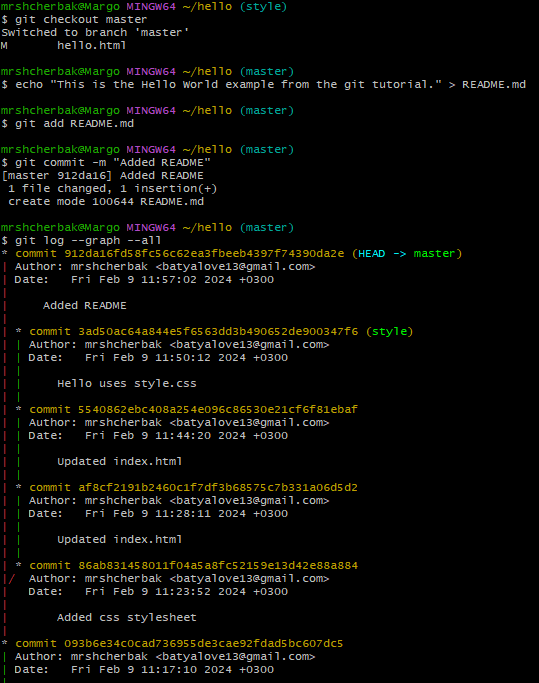 mrshcherbak@Margo MINGW64 ~/hello (style)
$ git checkout master
Switched to branch 'master'
M       hello.html
mrshcherbak@Margo MINGW64 ~/hello (master)
$ echo "This is the Hello World example from the git tutorial." > README.md
mrshcherbak@Margo MINGW64 ~/hello (master)
$ git add README.md
mrshcherbak@Margo MINGW64 ~/hello (master)
$ git commit -m "Added README"
[master 912da16] Added README
 1 file changed, 1 insertion(+)
 create mode 100644 README.md
mrshcherbak@Margo MINGW64 ~/hello (master)
$ git log --graph --all
* commit 912da16fd58fc56c62ea3fbeeb4397f74390da2e (HEAD -> master)
| Author: mrshcherbak <batyalove13@gmail.com>
| Date:   Fri Feb 9 11:57:02 2024 +0300
|
|     Added README
|
| * commit 3ad50ac64a844e5f6563dd3b490652de900347f6 (style)
| | Author: mrshcherbak <batyalove13@gmail.com>
| | Date:   Fri Feb 9 11:50:12 2024 +0300
| |
| |     Hello uses style.css
| |
| * commit 5540862ebc408a254e096c86530e21cf6f81ebaf
| | Author: mrshcherbak <batyalove13@gmail.com>
| | Date:   Fri Feb 9 11:44:20 2024 +0300
| |
| |     Updated index.html
| |
| * commit af8cf2191b2460c1f7df3b68575c7b331a06d5d2
| | Author: mrshcherbak <batyalove13@gmail.com>
| | Date:   Fri Feb 9 11:28:11 2024 +0300
| |
| |     Updated index.html
| |
| * commit 86ab831458011f04a5a8fc52159e13d42e88a884
|/  Author: mrshcherbak <batyalove13@gmail.com>
|   Date:   Fri Feb 9 11:23:52 2024 +0300
|
|       Added css stylesheet
|
* commit 093b6e34c0cad736955de3cae92fdad5bc607dc5
| Author: mrshcherbak <batyalove13@gmail.com>
| Date:   Fri Feb 9 11:17:10 2024 +0300